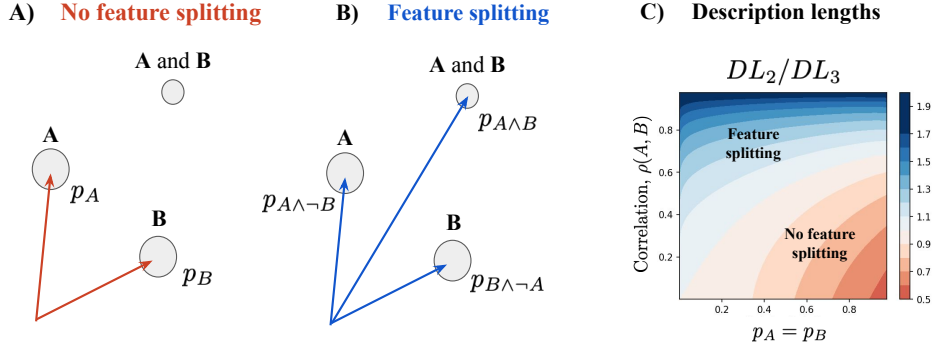 A) No feature splitting
A and B
A
p_A
B
p_B
B) Feature splitting
A and B
p_{A∧B}
A
p_{A∧¬B}
B
p_{B∧¬A}
C) Description lengths
DL_2/DL_3
Correlation, ρ(A, B)
0.8
0.6
0.4
0.2
Feature
splitting
No feature
splitting
0.2 0.4 0.6 0.8
p_A = p_B
1.9
1.7
1.5
1.3
1.1
0.9
0.7
0.5